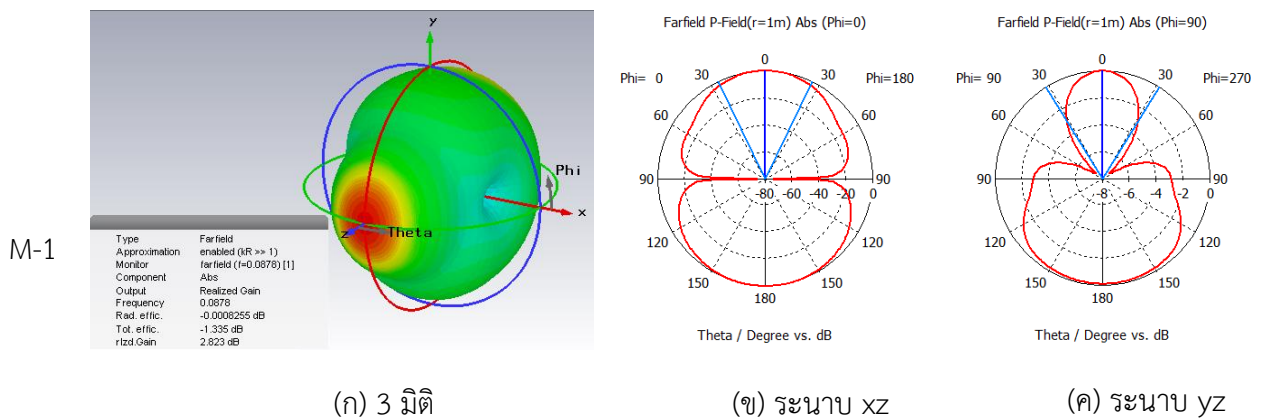 M-1
y
Phi
x
z
Theta
Type Farfield
Approximation enabled (kR >> 1)
Monitor farfield (f=0.0878) [1]
Component Abs
Output Realized Gain
Frequency 0.0878
Rad. effic. -0.0008255 dB
Tot. effic. -1.335 dB
rlzd.Gain 2.823 dB
(ก) 3 มิติ
Farfield P-Field(r=1m) Abs (Phi=0)
0
Phi= 0 30 30 Phi=180
60 60
90 -80 -60 -40 -20 0 90
120 120
150 150
180
Theta / Degree vs. dB
(ข) ระนาบ xz
Farfield P-Field(r=1m) Abs (Phi=90)
0
Phi= 90 30 30 Phi=270
60 60
90 -8 -6 -4 -2 0 90
120 120
150 150
180
Theta / Degree vs. dB
(ค) ระนาบ yz